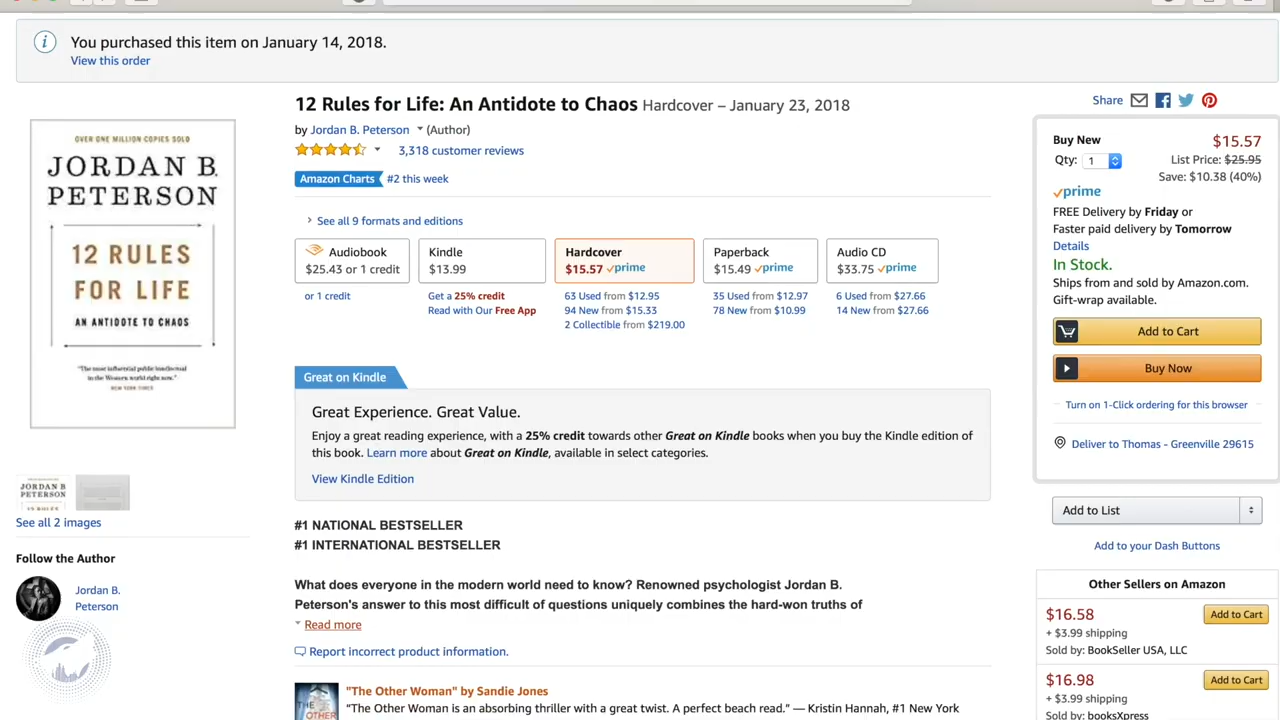 You purchased this item on January 14, 2018.
View this order
OVER ONE MILLION COPIES SOLD
JORDAN B.
PETERSON
12 RULES
FOR LIFE
AN ANTIDOTE TO CHAOS
"The most influential public intellectual
in the Western world right now."
NEW YORK TIMES
JORDAN B.
PETERSON
See all 2 images
Follow the Author
Jordan B.
Peterson
12 Rules for Life: An Antidote to Chaos Hardcover – January 23, 2018
by Jordan B. Peterson (Author)
3,318 customer reviews
Amazon Charts #2 this week
See all 9 formats and editions
Audiobook
$25.43 or 1 credit
or 1 credit
Kindle
$13.99
Get a 25% credit
Read with Our Free App
Hardcover
$15.57 prime
63 Used from $12.95
94 New from $15.33
2 Collectible from $219.00
Paperback
$15.49 prime
35 Used from $12.97
78 New from $10.99
Audio CD
$33.75 prime
6 Used from $27.66
14 New from $27.66
Great on Kindle
Great Experience. Great Value.
Enjoy a great reading experience, with a 25% credit towards other Great on Kindle books when you buy the Kindle edition of
this book. Learn more about Great on Kindle, available in select categories.
View Kindle Edition
#1 NATIONAL BESTSELLER
#1 INTERNATIONAL BESTSELLER
What does everyone in the modern world need to know? Renowned psychologist Jordan B.
Peterson's answer to this most difficult of questions uniquely combines the hard-won truths of
Read more
Report incorrect product information.
THE
OTHER
"The Other Woman" by Sandie Jones
"The Other Woman is an absorbing thriller with a great twist. A perfect beach read." — Kristin Hannah, #1 New York
Share
Buy New $15.57
Qty: 1 List Price: $25.95
Save: $10.38 (40%)
prime
FREE Delivery by Friday or
Faster paid delivery by Tomorrow
Details
In Stock.
Ships from and sold by Amazon.com.
Gift-wrap available.
Add to Cart
Buy Now
Turn on 1-Click ordering for this browser
Deliver to Thomas - Greenville 29615
Add to List
Add to your Dash Buttons
Other Sellers on Amazon
$16.58 Add to Cart
+ $3.99 shipping
Sold by: BookSeller USA, LLC
$16.98 Add to Cart
+ $3.99 shipping
Sold by: booksXpress